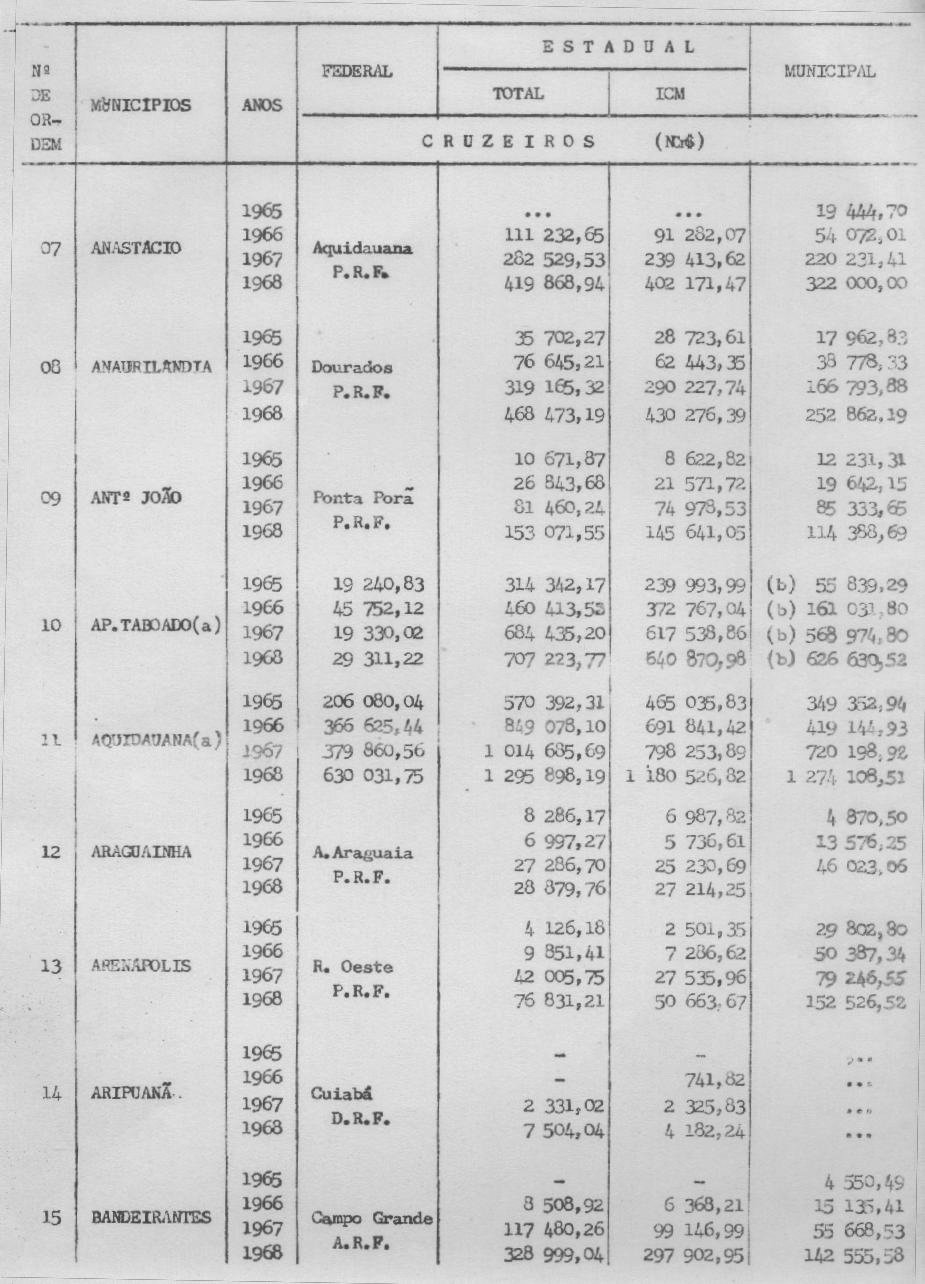 Nº DE OR- DEM MUNICÍPIOS ANOS FEDERAL ESTADUAL MUNICIPAL
TOTAL ICM
CRUZEIROS (NCr$)
1965 ... ... 19 444,70
1966 111 232,65 91 282,07 54 072,01
07 ANASTÁCIO Aquidauana
1967 282 529,53 239 413,62 220 231,41
P.R.F.
1968 419 868,94 402 171,47 322 000,00
1965 35 702,27 28 723,61 17 962,83
08 ANAURILÂNDIA 1966 Dourados 76 645,21 62 443,35 38 778,33
1967 P.R.F. 319 165,32 290 227,74 166 793,88
1968 468 473,19 430 276,39 252 862,19
1965 10 671,87 8 622,82 12 231,31
1966 26 843,68 21 571,72 19 642,15
09 ANTº JOÃO Ponta Porã
1967 81 460,24 74 978,53 85 333,65
P.R.F.
1968 153 071,55 145 641,05 114 388,69
1965 19 240,83 314 342,17 239 993,99 (b) 55 839,29
1966 45 752,12 460 413,53 372 767,04 (b) 161 031,80
10 AP.TABOADO(a)
1967 19 330,02 684 435,20 617 538,86 (b) 568 974,80
1968 29 311,22 707 223,77 640 870,98 (b) 626 630,52
1965 206 080,04 570 392,31 465 035,83 349 352,94
1966 366 625,44 849 078,10 691 841,42 419 144,93
11 AQUIDAUANA(a)
1967 379 860,56 1 014 685,69 798 253,89 720 198,92
1968 630 031,75 1 295 898,19 1 180 526,82 1 274 108,51
1965 8 286,17 6 987,82 4 870,50
1966 6 997,27 5 736,61 13 576,25
12 ARAGUAINHA A.Araguaia
1967 27 286,70 25 230,69 46 023,06
P.R.F.
1968 28 879,76 27 214,25
1965 4 126,18 2 501,35 29 802,80
1966 9 851,41 7 286,62 50 387,34
13 ARENÁPOLIS R. Oeste
1967 42 005,75 27 535,96 79 246,55
P.R.F.
1968 76 831,21 50 663,67 152 526,52
1965 - - ...
1966 - 741,82 ...
14 ARIPUANÃ Cuiabá
1967 2 331,02 2 325,83 ...
D.R.F.
1968 7 504,04 4 182,24 ...
1965 - - 4 550,49
1966 8 508,92 6 368,21 15 135,41
15 BANDEIRANTES Campo Grande
1967 117 480,26 99 146,99 55 668,53
A.R.F.
1968 328 999,04 297 902,95 142 555,58